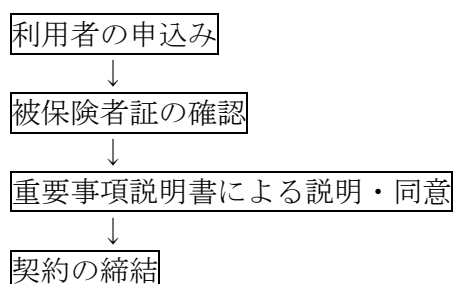 利用者の申込み
↓
被保険者証の確認
↓
重要事項説明書による説明・同意
↓
契約の締結